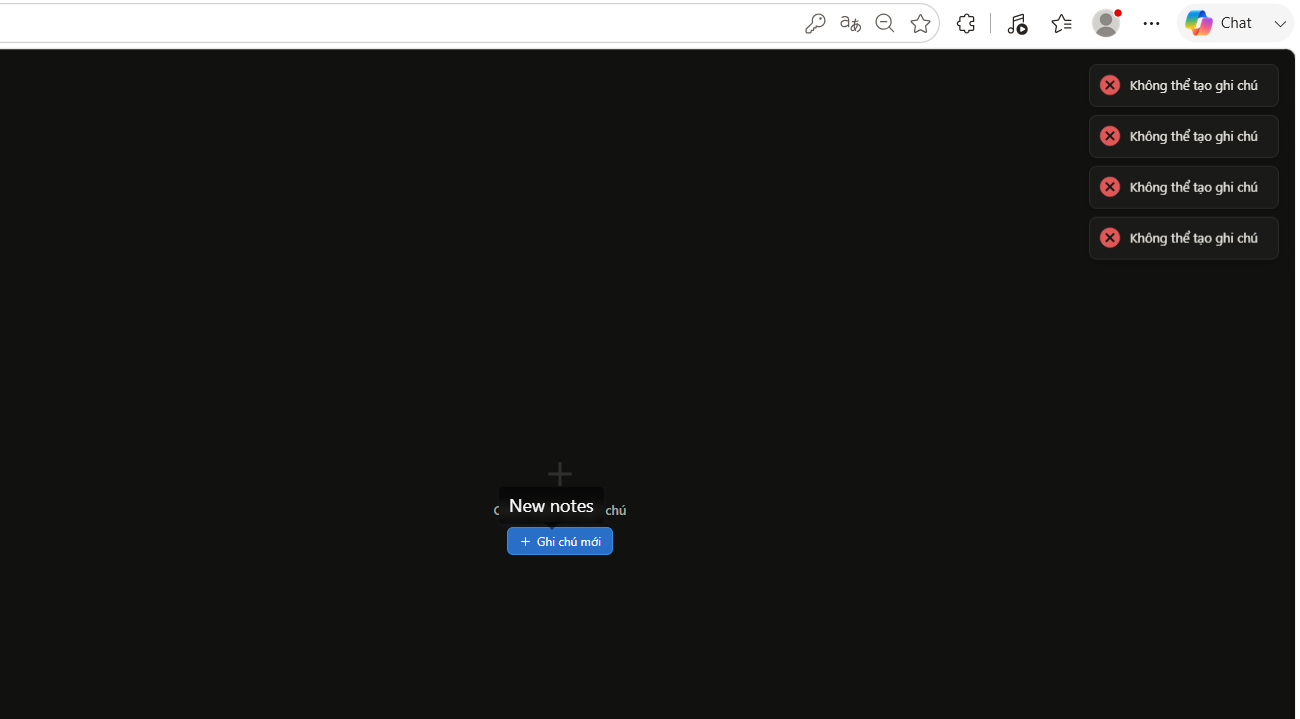 Chat
Không thể tạo ghi chú
Không thể tạo ghi chú
Không thể tạo ghi chú
Không thể tạo ghi chú
New notes
chú
+ Ghi chú mới